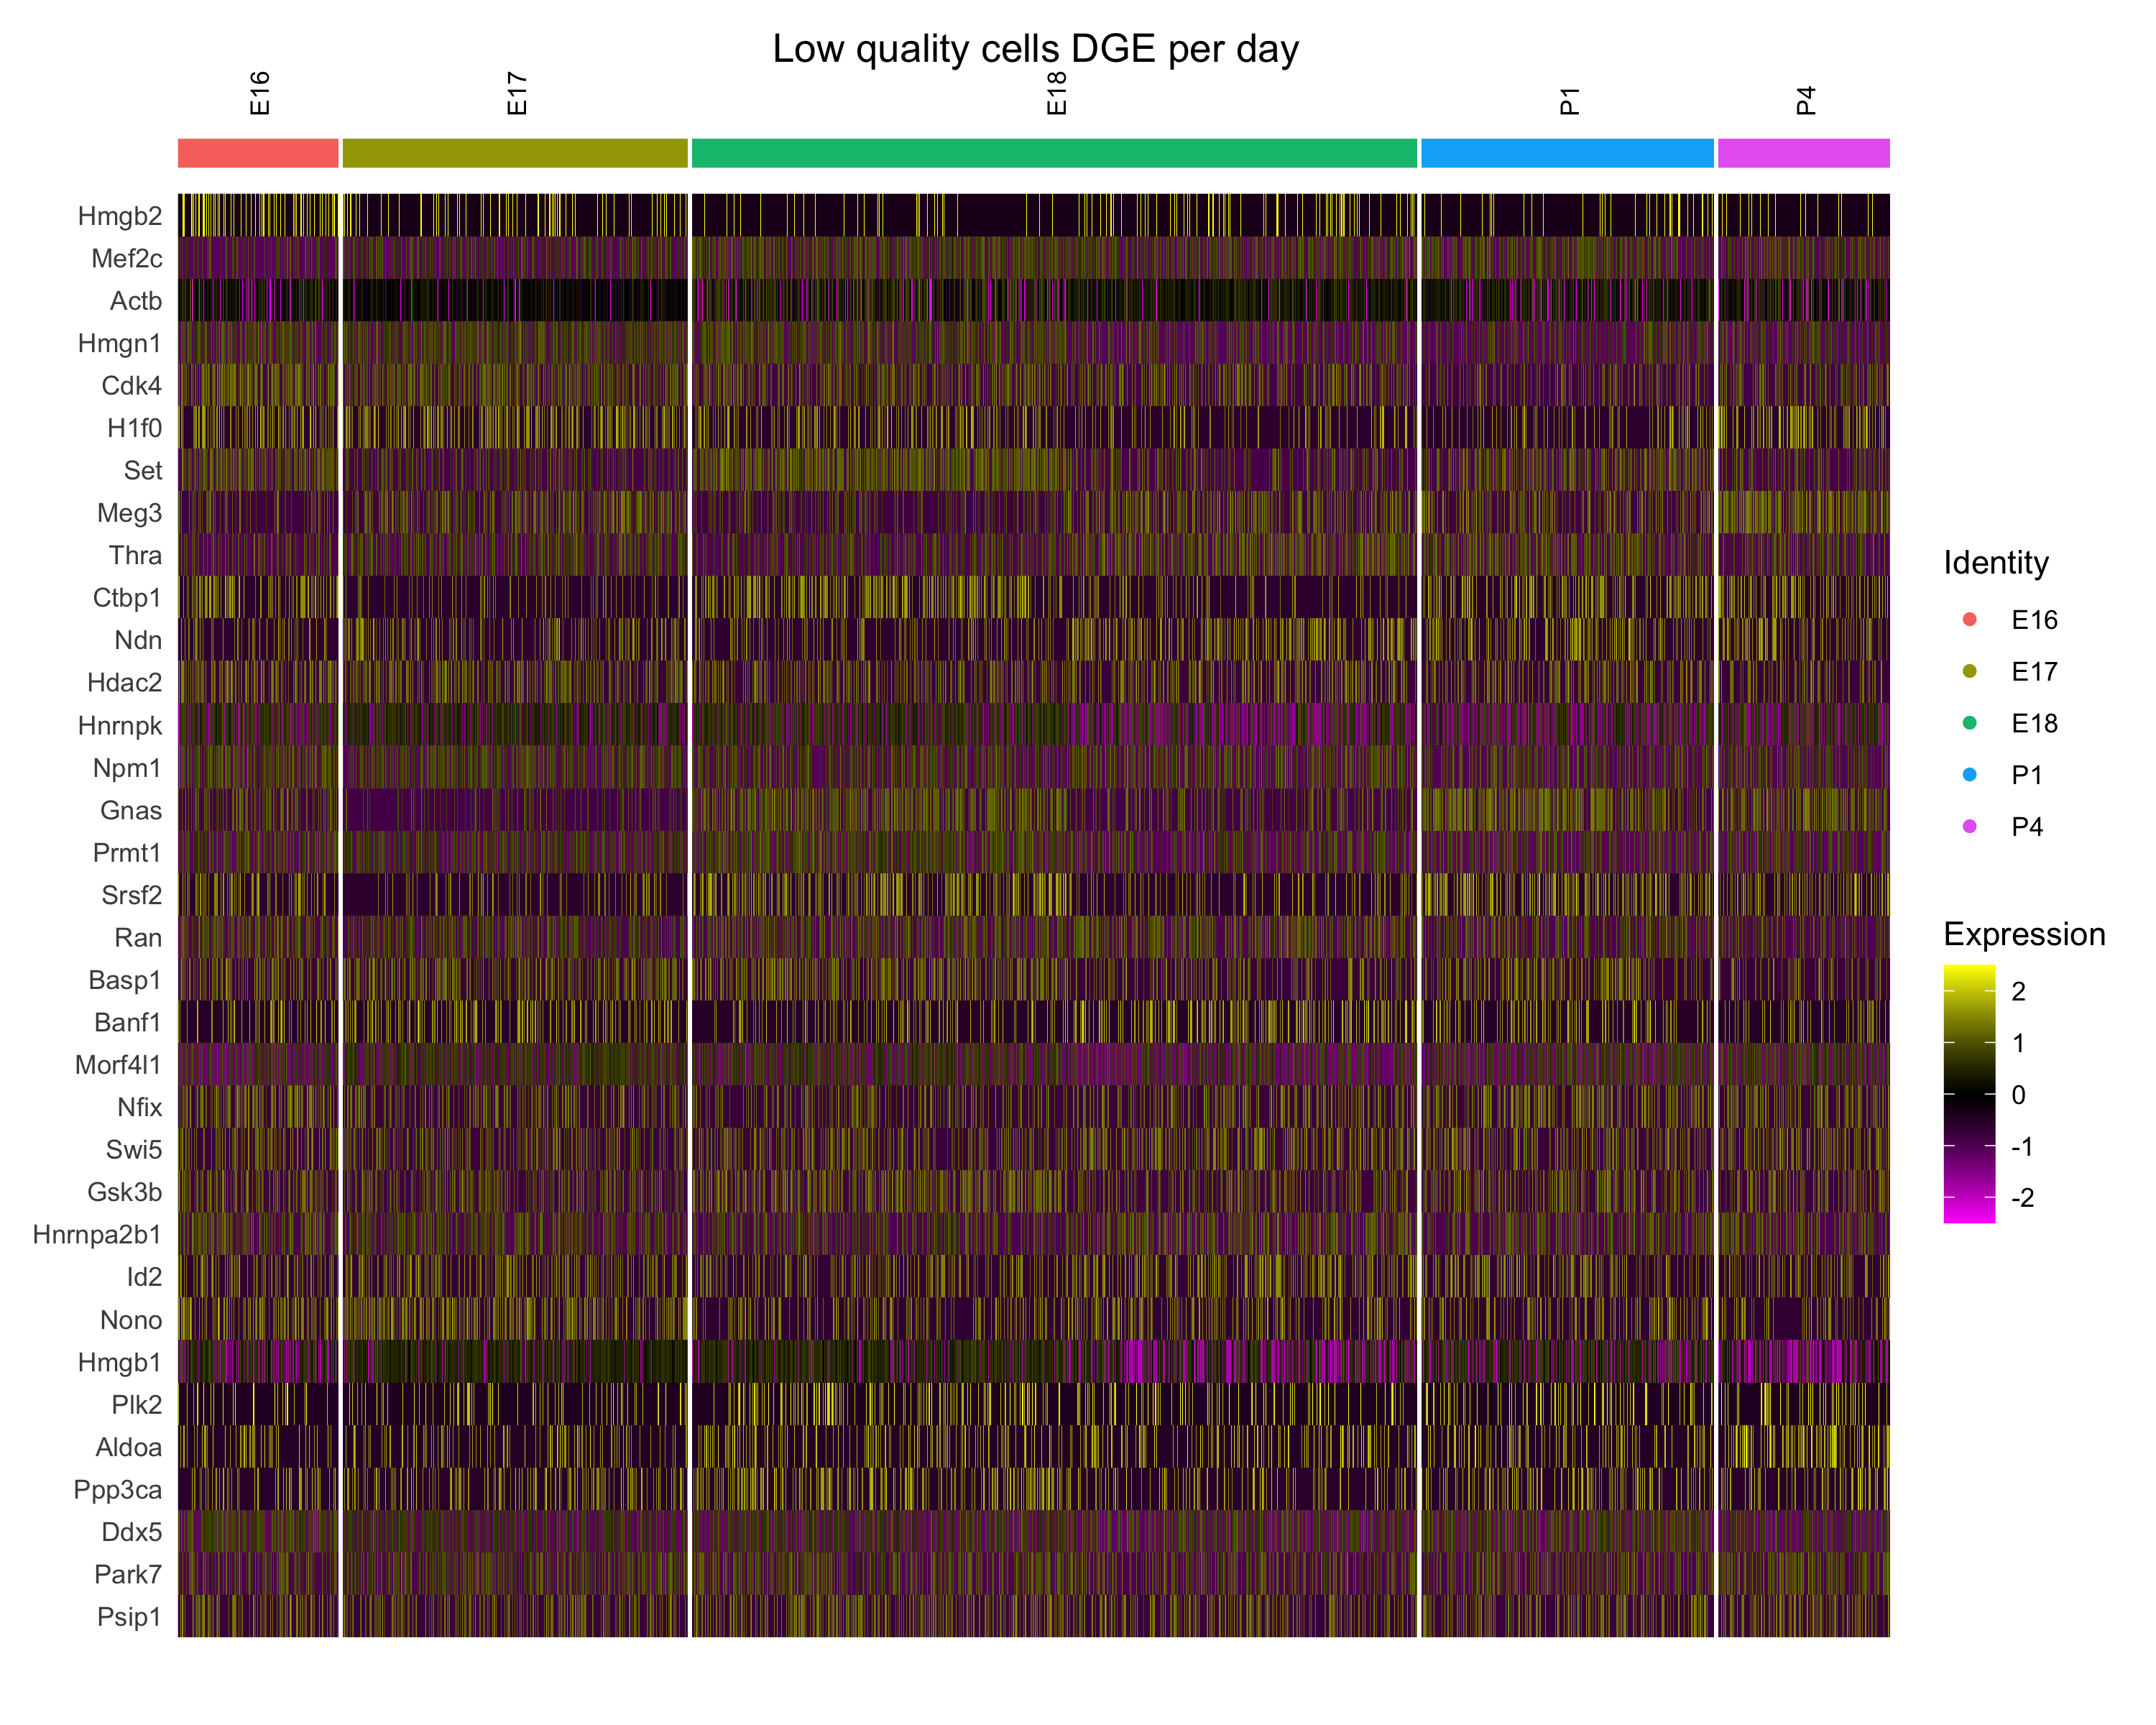 Low quality cells DGE per day
E16
E17
E18
P1
P4
Hmgb2
Mef2c
Actb
Hmgn1
Cdk4
H1f0
Set
Meg3
Thra
Ctbp1
Ndn
Hdac2
Hnrnpk
Npm1
Gnas
Prmt1
Srsf2
Ran
Basp1
Banf1
Morf4l1
Nfix
Swi5
Gsk3b
Hnrnpa2b1
Id2
Nono
Hmgb1
Plk2
Aldoa
Ppp3ca
Ddx5
Park7
Psip1
Identity
E16
E17
E18
P1
P4
Expression
2
1
0
-1
-2